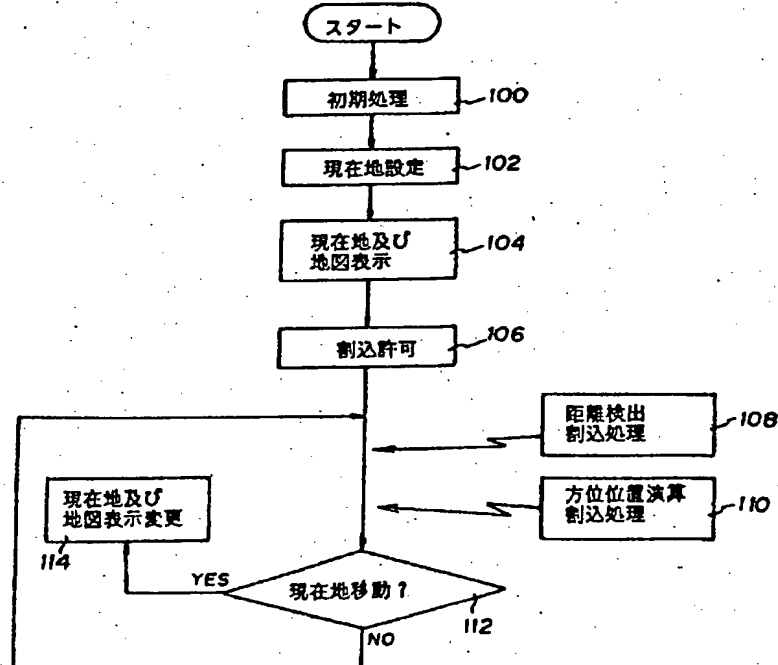 スタート
初期処理
100
現在地設定
102
現在地及び
地図表示
104
割込許可
106
距離検出
割込処理
108
方位位置演算
割込処理
110
現在地及び
地図表示変更
114
YES
現在地移動?
112
NO